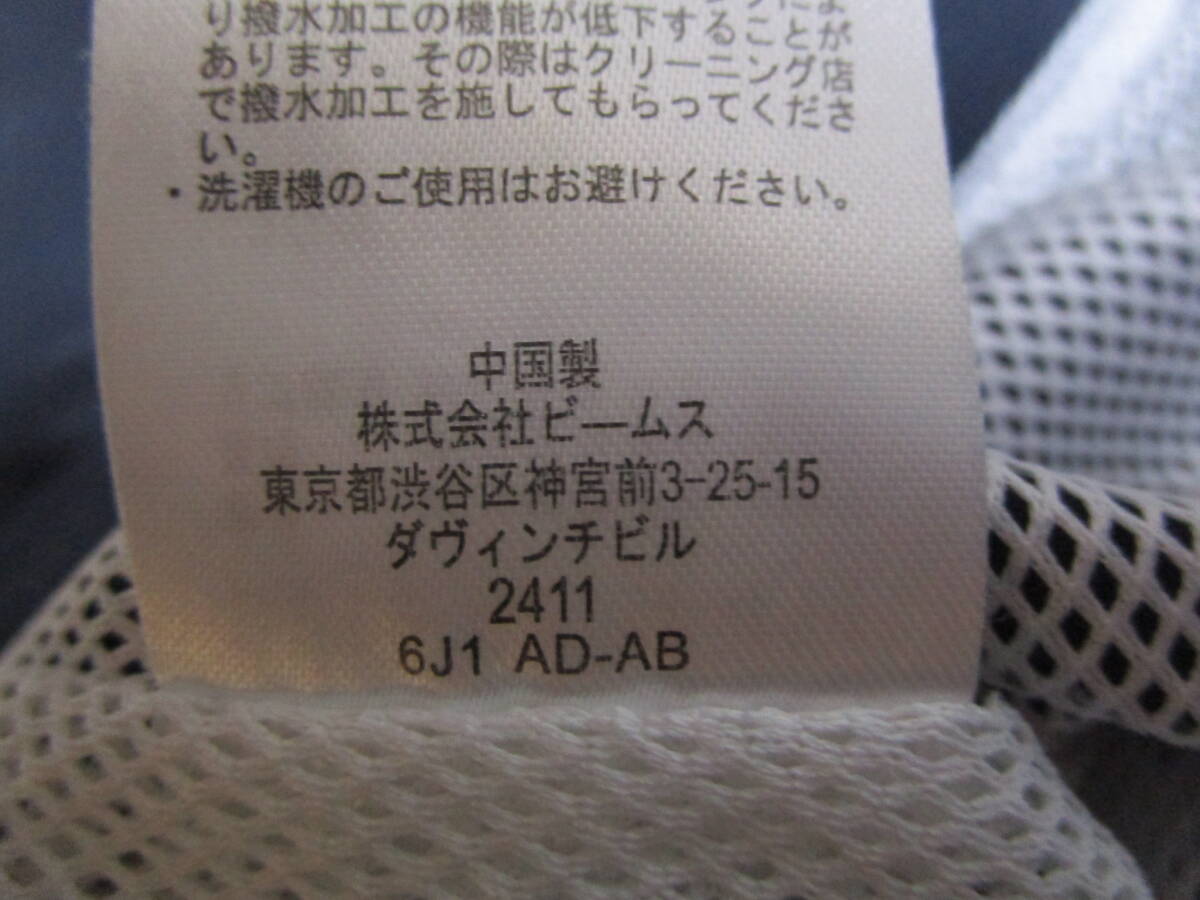 り撥水加工の機能が低下することが
あります。その際はクリーニング店
で撥水加工を施してもらってくださ
い。
・洗濯機のご使用はお避けください。
中国製
株式会社ビームス
東京都渋谷区神宮前3-25-15
ダヴィンチビル
2411
6J1 AD-AB